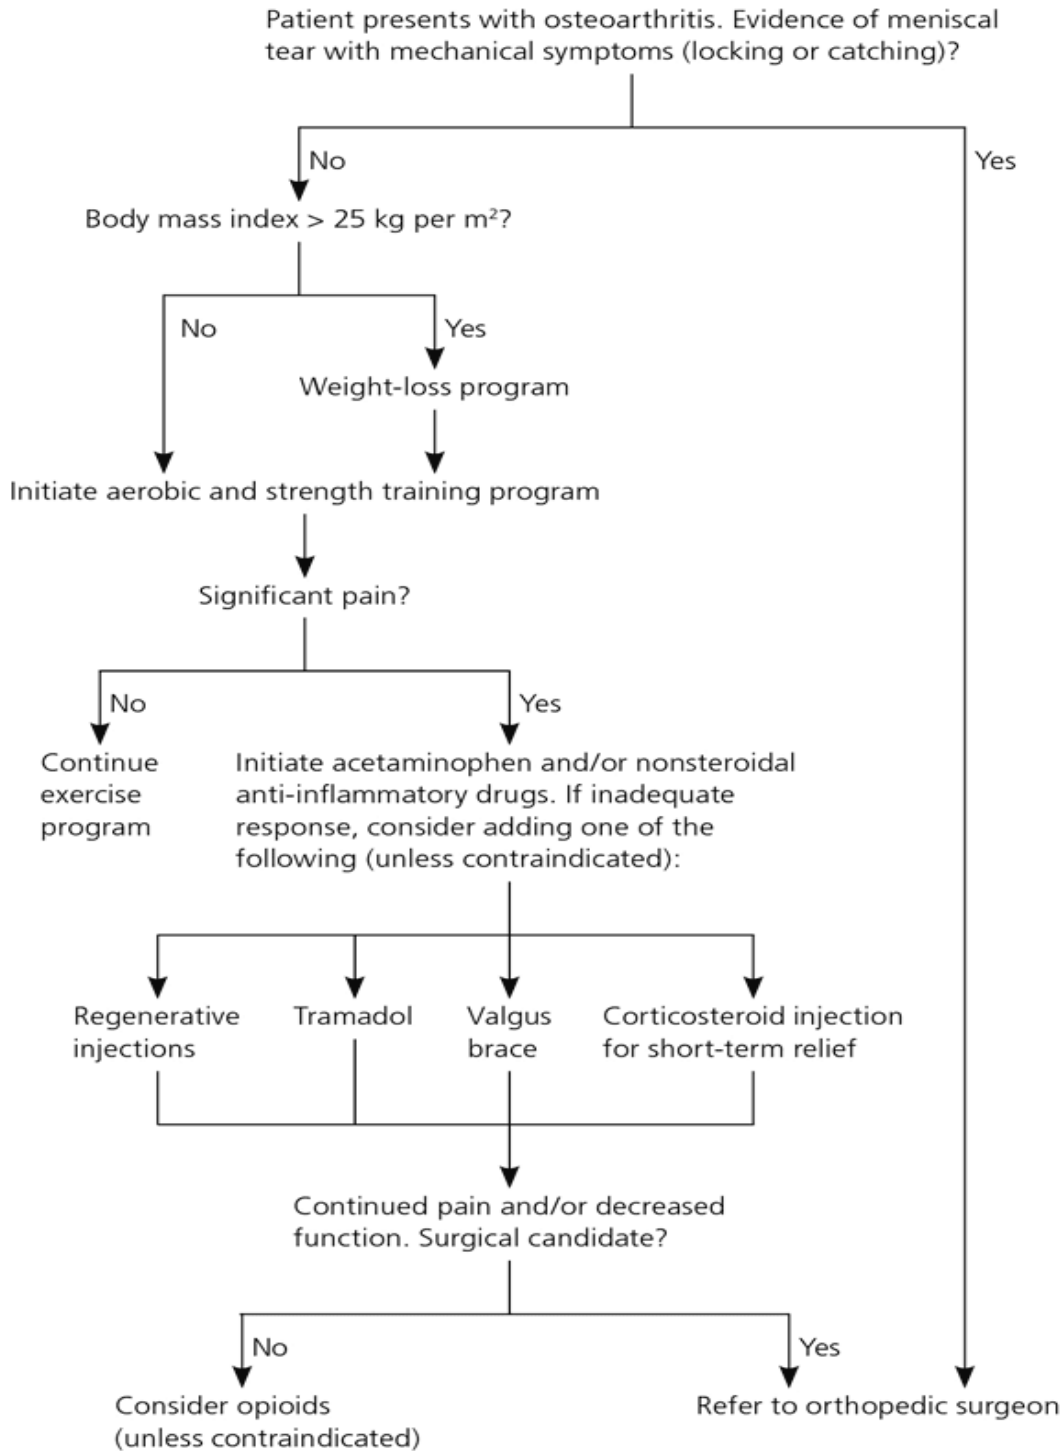 Patient presents with osteoarthritis. Evidence of meniscal
tear with mechanical symptoms (locking or catching)?
No
Yes
Body mass index > 25 kg per m²?
No
Yes
Weight-loss program
Initiate aerobic and strength training program
Significant pain?
No
Yes
Continue
exercise
program
Initiate acetaminophen and/or nonsteroidal
anti-inflammatory drugs. If inadequate
response, consider adding one of the
following (unless contraindicated):
Regenerative
injections
Tramadol
Valgus
brace
Corticosteroid injection
for short-term relief
Continued pain and/or decreased
function. Surgical candidate?
No
Yes
Consider opioids
(unless contraindicated)
Refer to orthopedic surgeon